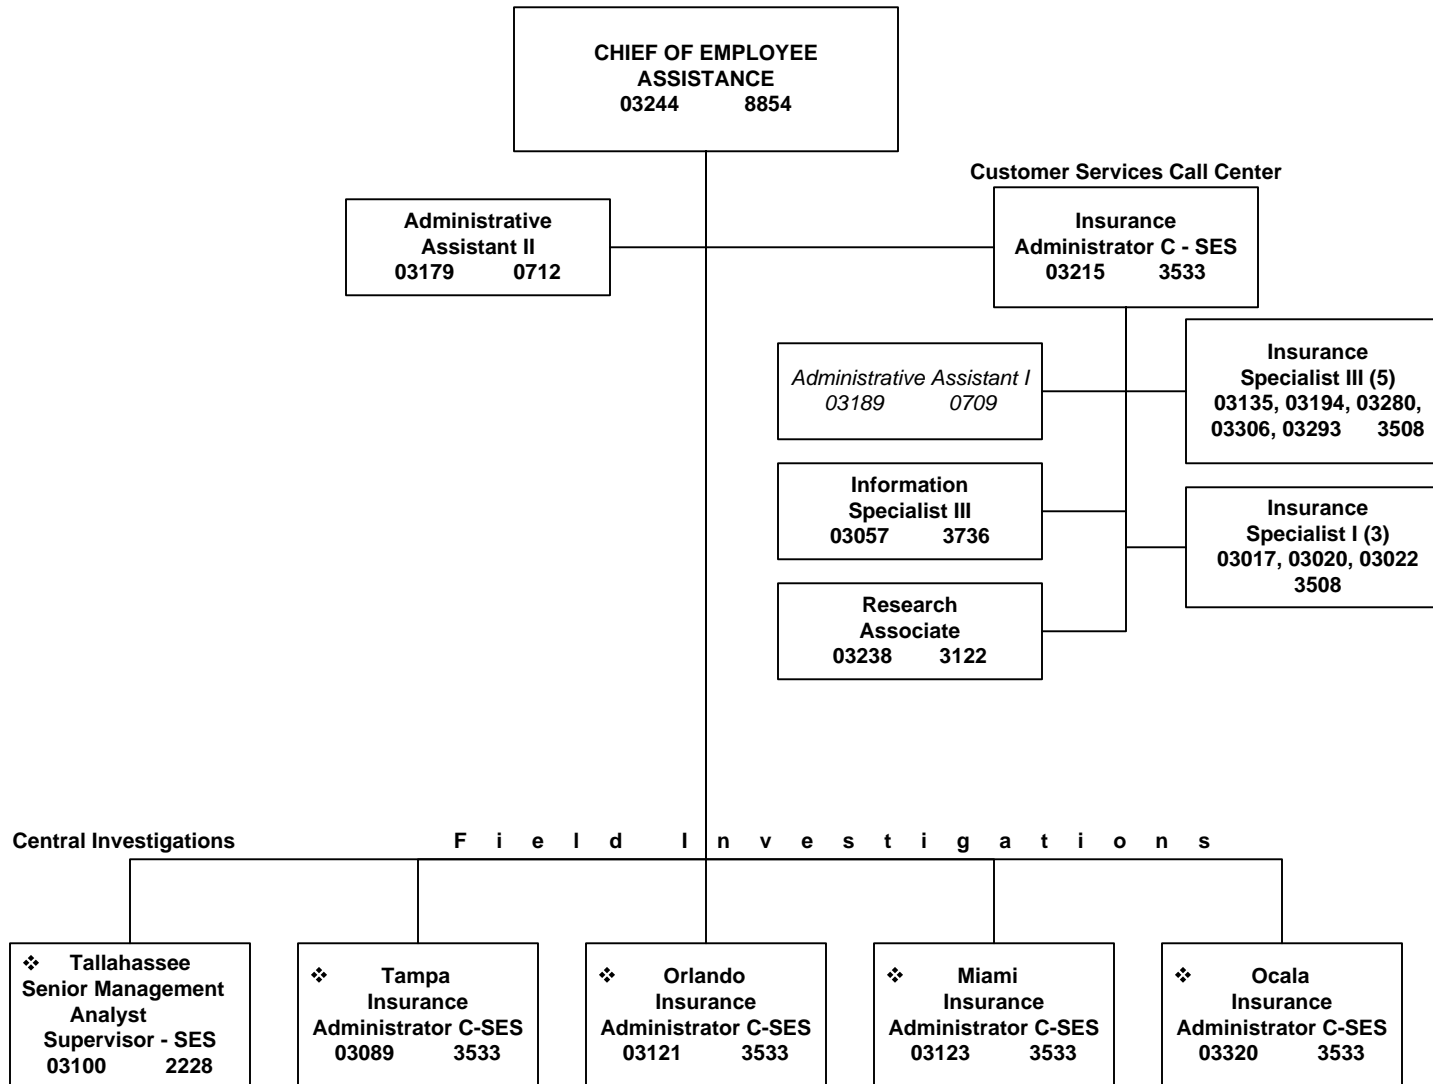 CHIEF OF EMPLOYEE
ASSISTANCE
03244 8854
Customer Services Call Center
Administrative
Assistant II
03179 0712
Insurance
Administrator C - SES
03215 3533
Administrative Assistant I
03189 0709
Insurance
Specialist III (5)
03135, 03194, 03280,
03306, 03293 3508
Information
Specialist III
03057 3736
Insurance
Specialist I (3)
03017, 03020, 03022
3508
Research
Associate
03238 3122
Central Investigations
F i e l d I n v e s t i g a t i o n s
❖ Tallahassee
Senior Management
Analyst
Supervisor - SES
03100 2228
❖ Tampa
Insurance
Administrator C-SES
03089 3533
❖ Orlando
Insurance
Administrator C-SES
03121 3533
❖ Miami
Insurance
Administrator C-SES
03123 3533
❖ Ocala
Insurance
Administrator C-SES
03320 3533